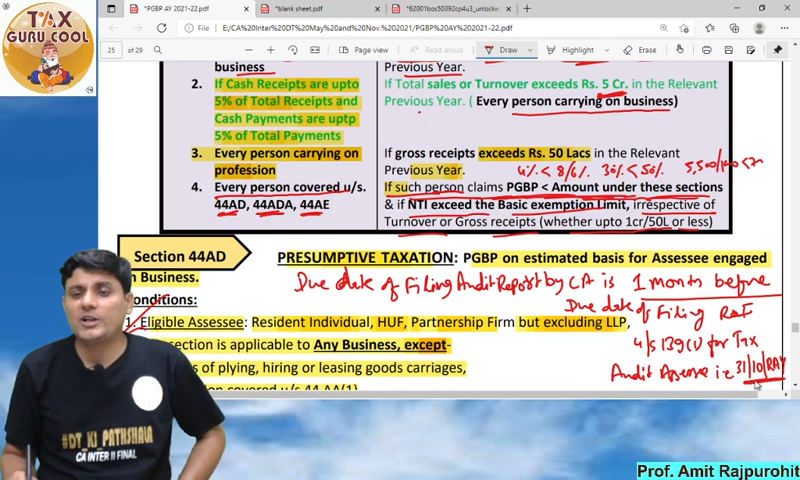 TAX
GURU COOL
*PGBP AY 2021-22.pdf
*blank sheet.pdf
*62001bos50392cp4u3_unlocke
File
E:/CA%20Inter%20DT%20May%20and%20Nov.%202021/PGBP%20AY%202021-22.pdf
25
of 29
Page view
Draw
Highlight
Erase
business
Previous Year.
2. If Cash Receipts are upto
5% of Total Receipts and
Cash Payments are uptp
5% of Total Payments
If Total sales or Turnover exceeds Rs. 5 Cr. in the Relevant
Previous Year. ( Every person carrying on business)
3. Every person carrying on
profession
If gross receipts exceeds Rs. 50 Lacs in the Relevant
Previous Year.
4% < 8/6% 30% < 50%
4. Every person covered u/s.
44AD, 44ADA, 44AE
If such person claims PGBP < Amount under these sections
& if NTI exceed the Basic exemption Limit, irrespective of
Turnover or Gross receipts (whether upto 1cr/50L or less)
Section 44AD
PRESUMPTIVE TAXATION: PGBP on estimated basis for Assessee engaged
n Business.
Due date of Filing Audit Report by CA is 1 month before
Due date of Filing ROI
u/s 139(1) for Tax
Audit Assessee i.e 31/10/RAY
onditions:
1. Eligible Assessee: Resident Individual, HUF, Partnership Firm but excluding LLP,
section is applicable to Any Business, except-
s of plying, hiring or leasing goods carriages,
covered u/s 44 AA(1)
#DT_KI_PATHSHALA
CA INTER II FINAL
Prof. Amit Rajpurohit